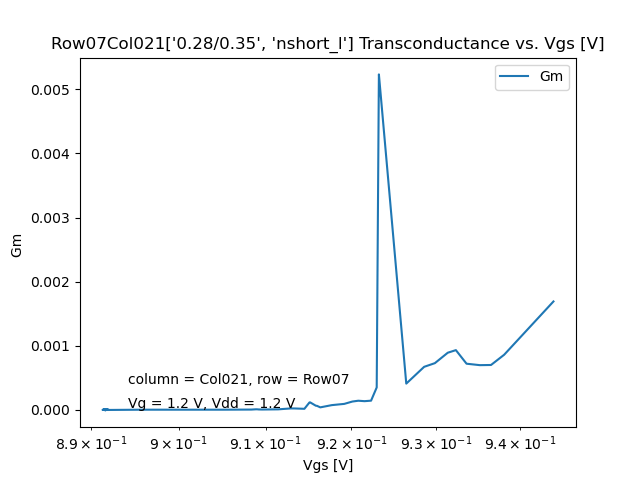 Row07Col021['0.28/0.35', 'nshort_l'] Transconductance vs. Vgs [V]
Gm
0.005
0.004
0.003
0.002
0.001
0.000
Gm
column = Col021, row = Row07
Vg = 1.2 V, Vdd = 1.2 V
8.9 × 10⁻¹ 9 × 10⁻¹ 9.1 × 10⁻¹ 9.2 × 10⁻¹ 9.3 × 10⁻¹ 9.4 × 10⁻¹
Vgs [V]